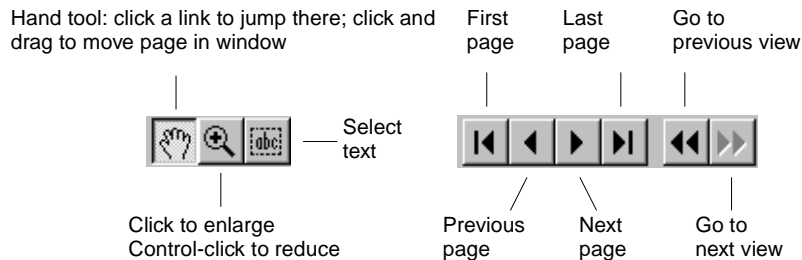 Hand tool: click a link to jump there; click and
drag to move page in window
First
page
Last
page
Go to
previous view
abc
Select
text
Click to enlarge
Control-click to reduce
Previous
page
Next
page
Go to
next view